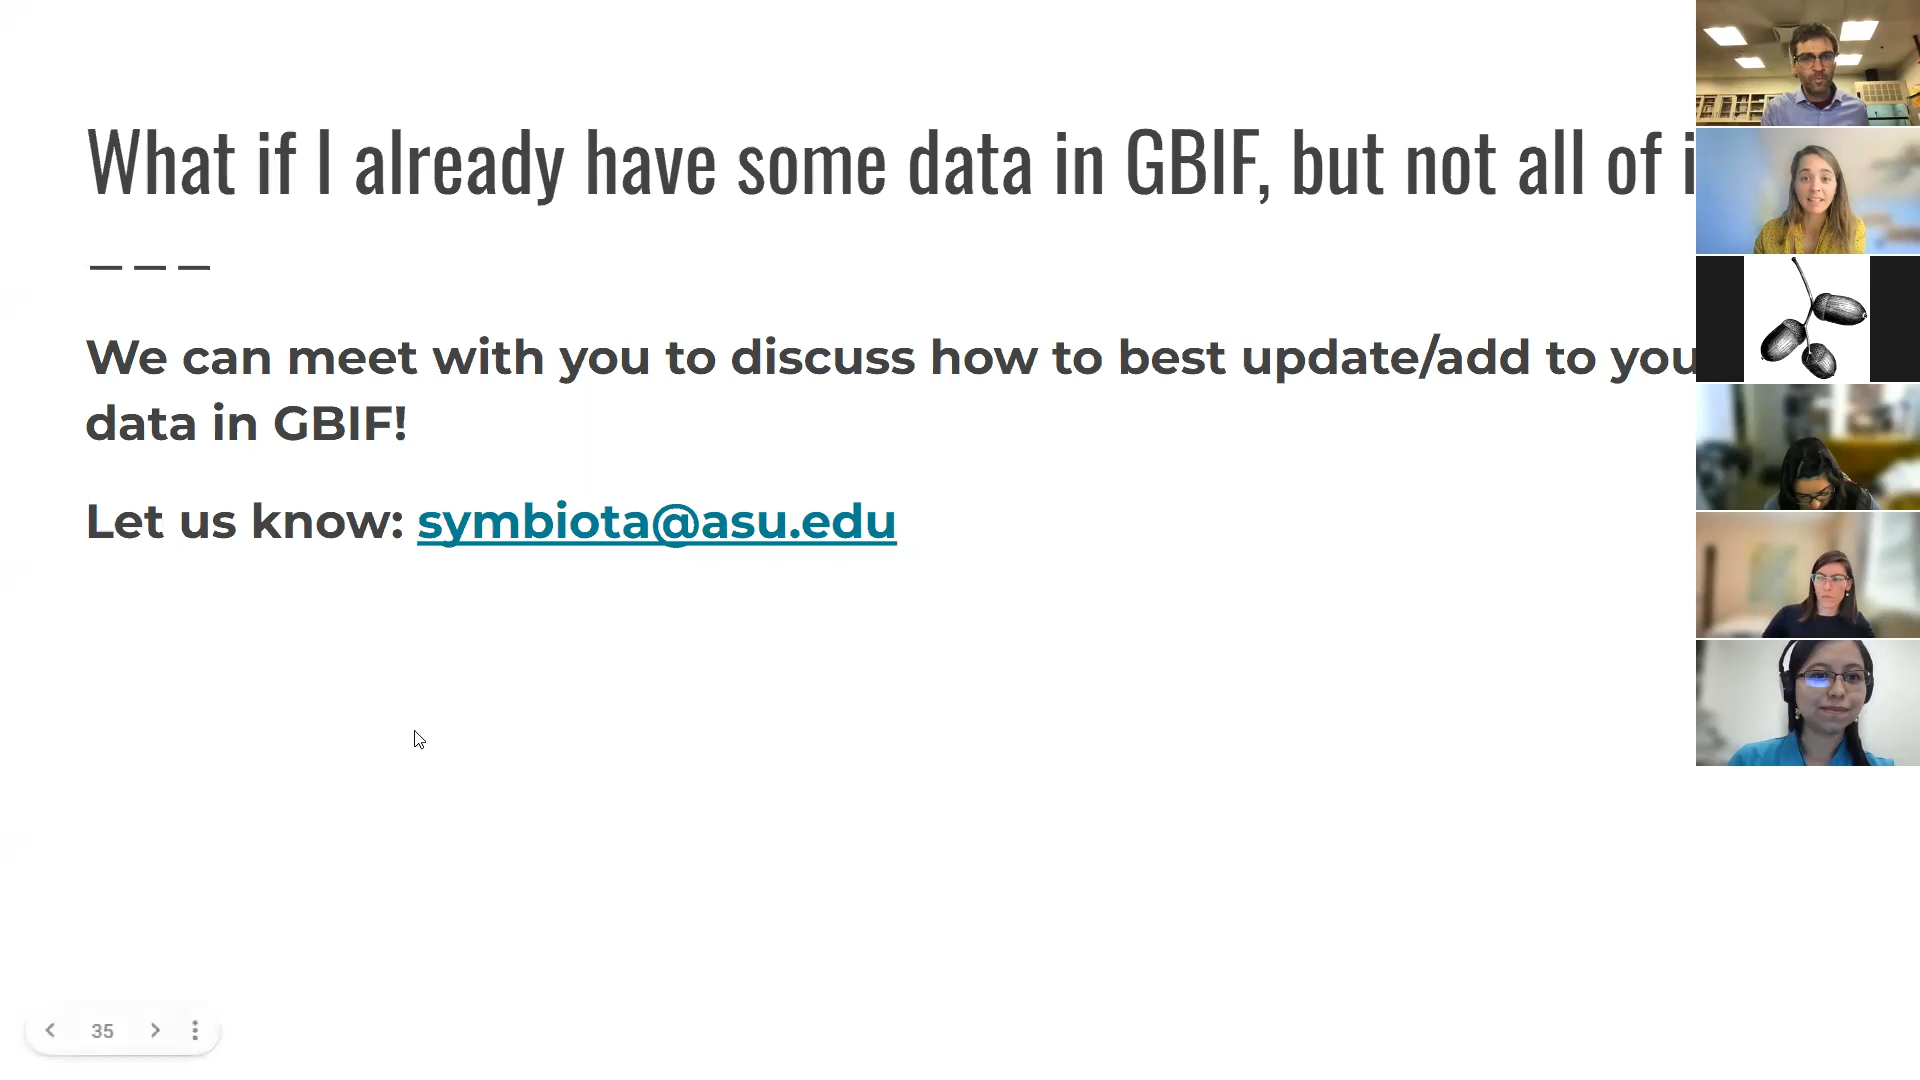 What if I already have some data in GBIF, but not all of i
We can meet with you to discuss how to best update/add to you
data in GBIF!
Let us know: symbiota@asu.edu
35